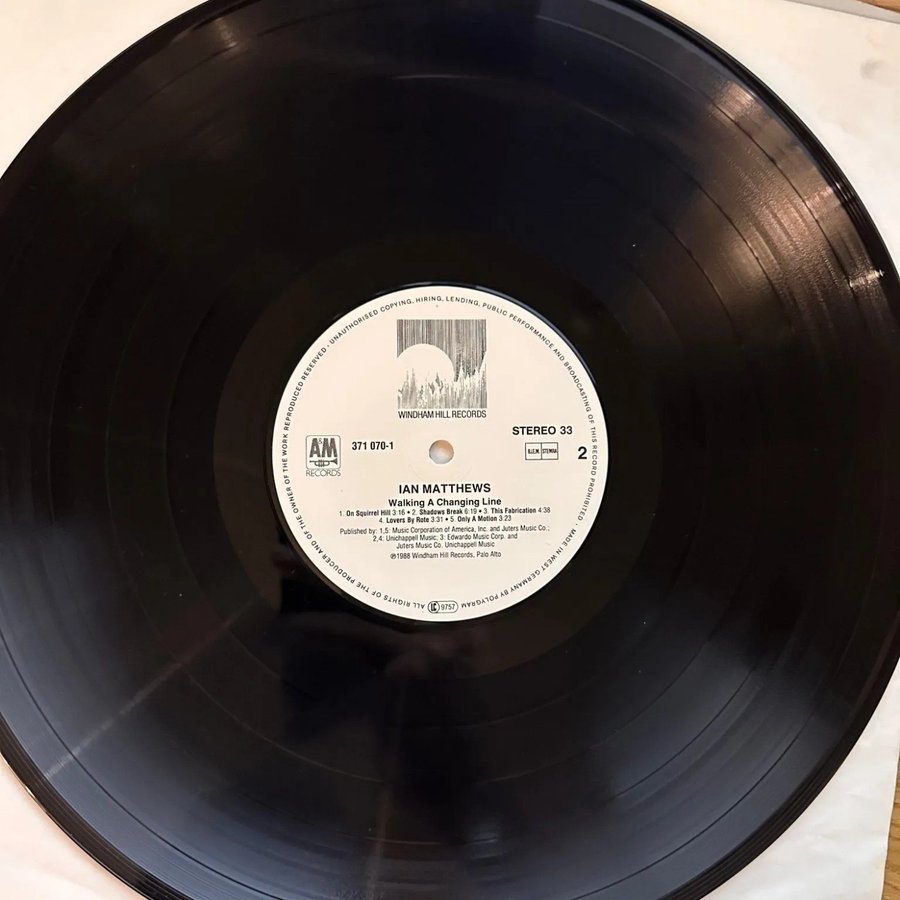 WINDHAM HILL RECORDS
A&M
RECORDS
371 070-1
STEREO 33
B.I.E.M. STEMRA
2
IAN MATTHEWS
Walking A Changing Line
1. On Squirrel Hill 3:16 • 2. Shadows Break 6:19 • 3. This Fabrication 4:38
4. Lovers By Rote 3:31 • 5. Only A Motion 3:23
Published by: 1,5: Music Corporation of America, Inc. and Juters Music Co.;
2,4: Unichappell Music; 3: Edwardo Music Corp. and
Juters Music Co. Unichappell Music
℗1988 Windham Hill Records, Palo Alto
ALL RIGHTS OF THE PRODUCER AND OF THE OWNER OF THE WORK REPRODUCED RESERVED · UNAUTHORISED COPYING, HIRING, LENDING, PUBLIC PERFORMANCE AND BROADCASTING OF THIS RECORD PROHIBITED · MADE IN WEST GERMANY BY POLYGRAM
LC 9757